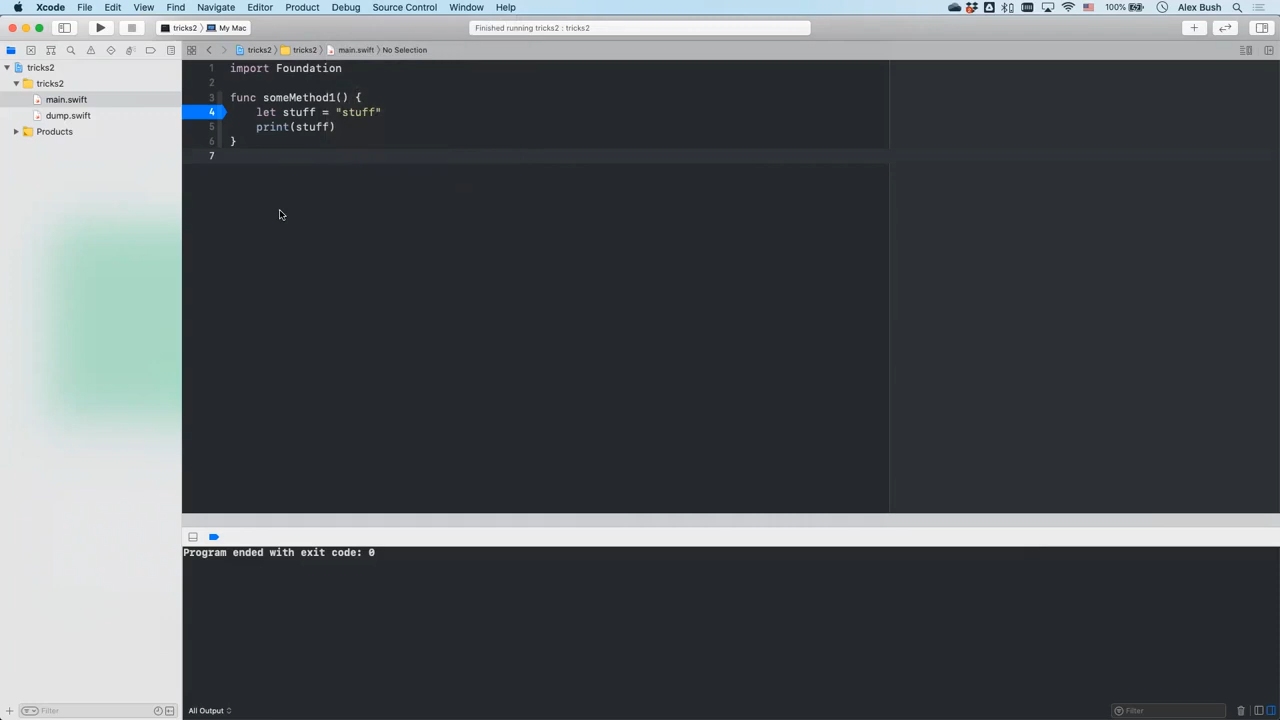 Xcode File Edit View Find Navigate Editor Product Debug Source Control Window Help 100% Alex Bush
tricks2 My Mac Finished running tricks2 : tricks2
tricks2 tricks2 main.swift No Selection
tricks2
tricks2
main.swift
dump.swift
Products
1 import Foundation
2
3 func someMethod1() {
4 let stuff = "stuff"
5 print(stuff)
6 }
7
Program ended with exit code: 0
Filter All Output Filter